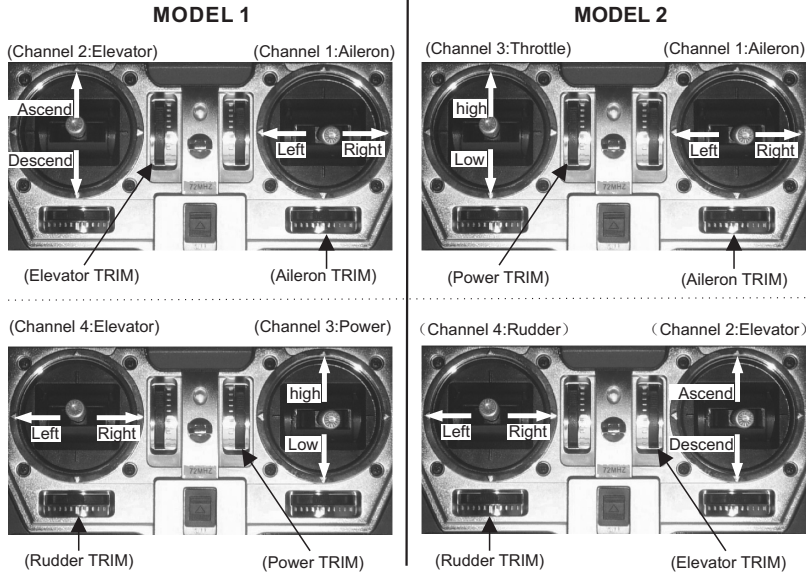 MODEL 1
(Channel 2:Elevator) (Channel 1:Aileron)
Ascend
Descend
Left Right
72MHZ
(Elevator TRIM) (Aileron TRIM)
(Channel 4:Elevator) (Channel 3:Power)
Left Right
high
Low
72MHZ
(Rudder TRIM) (Power TRIM)
MODEL 2
(Channel 3:Throttle) (Channel 1:Aileron)
high
Low
Left Right
72MHZ
(Power TRIM) (Aileron TRIM)
(Channel 4:Rudder) (Channel 2:Elevator)
Left Right
Ascend
Descend
72MHZ
(Rudder TRIM) (Elevator TRIM)